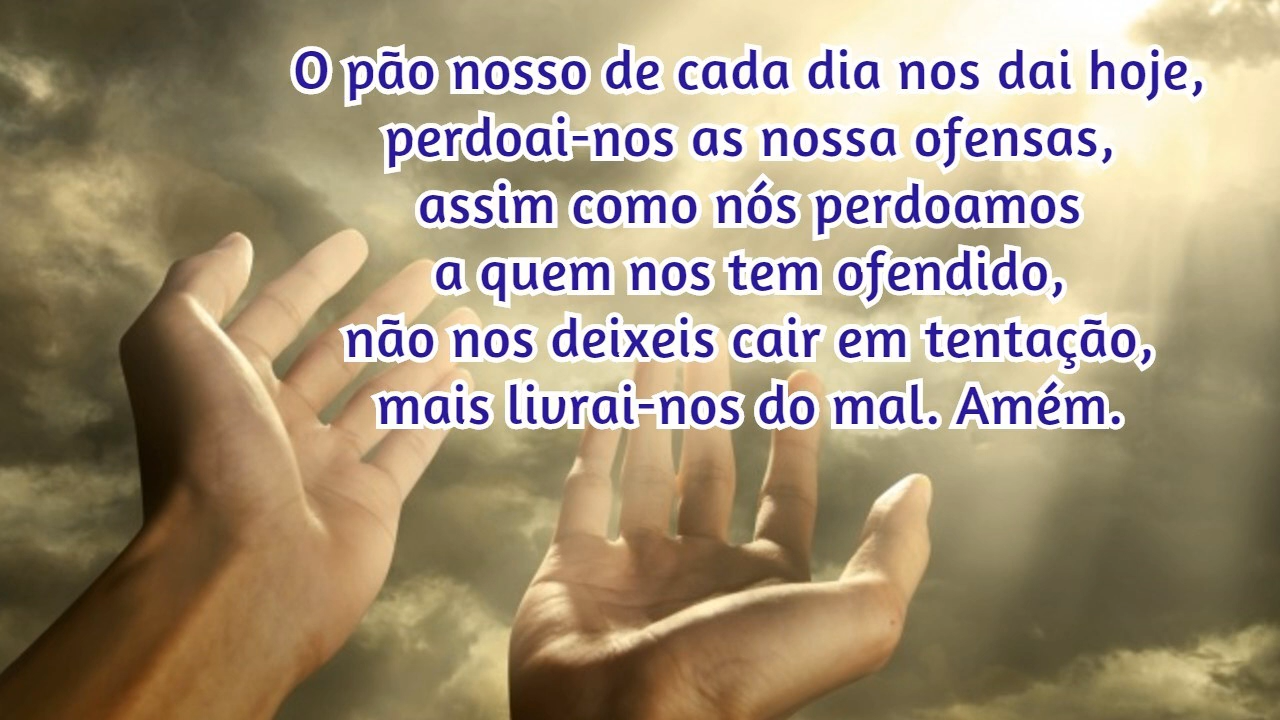 O pão nosso de cada dia nos dai hoje,
perdoai-nos as nossa ofensas,
assim como nós perdoamos
a quem nos tem ofendido,
não nos deixeis cair em tentação,
mais livrai-nos do mal. Amém.